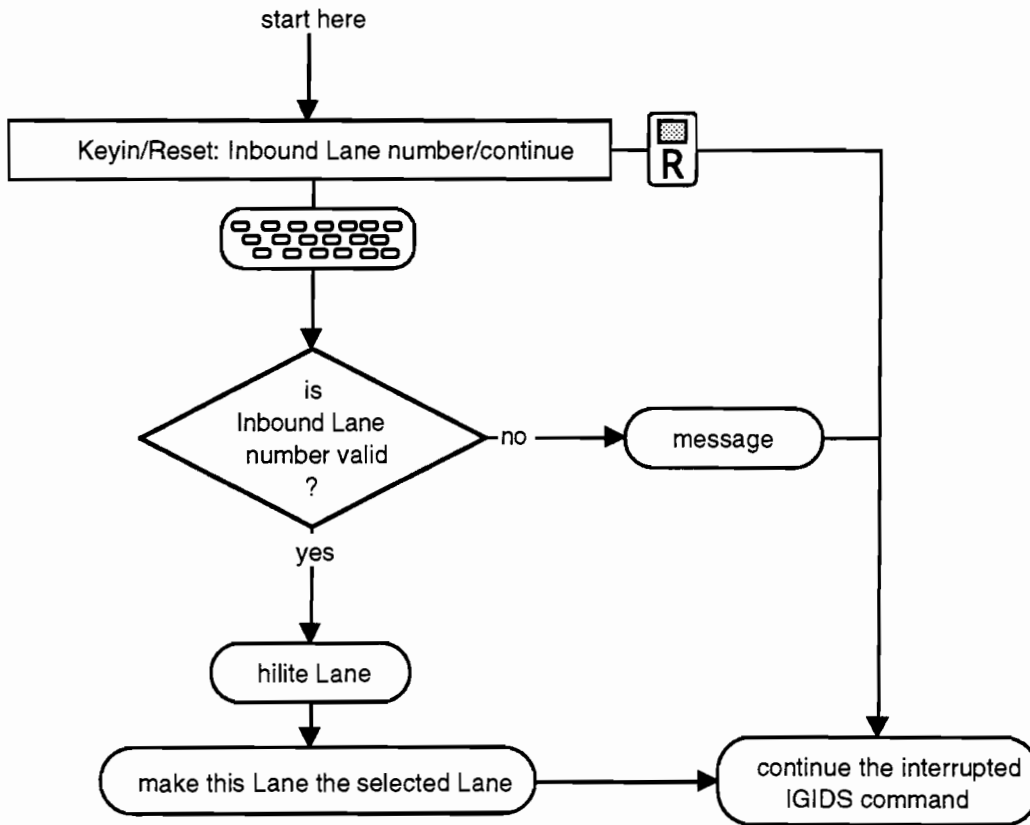 start here
Keyin/Reset: Inbound Lane number/continue
R
is
Inbound Lane
number valid
?
no
message
yes
hilite Lane
make this Lane the selected Lane
continue the interrupted
IGIDS command